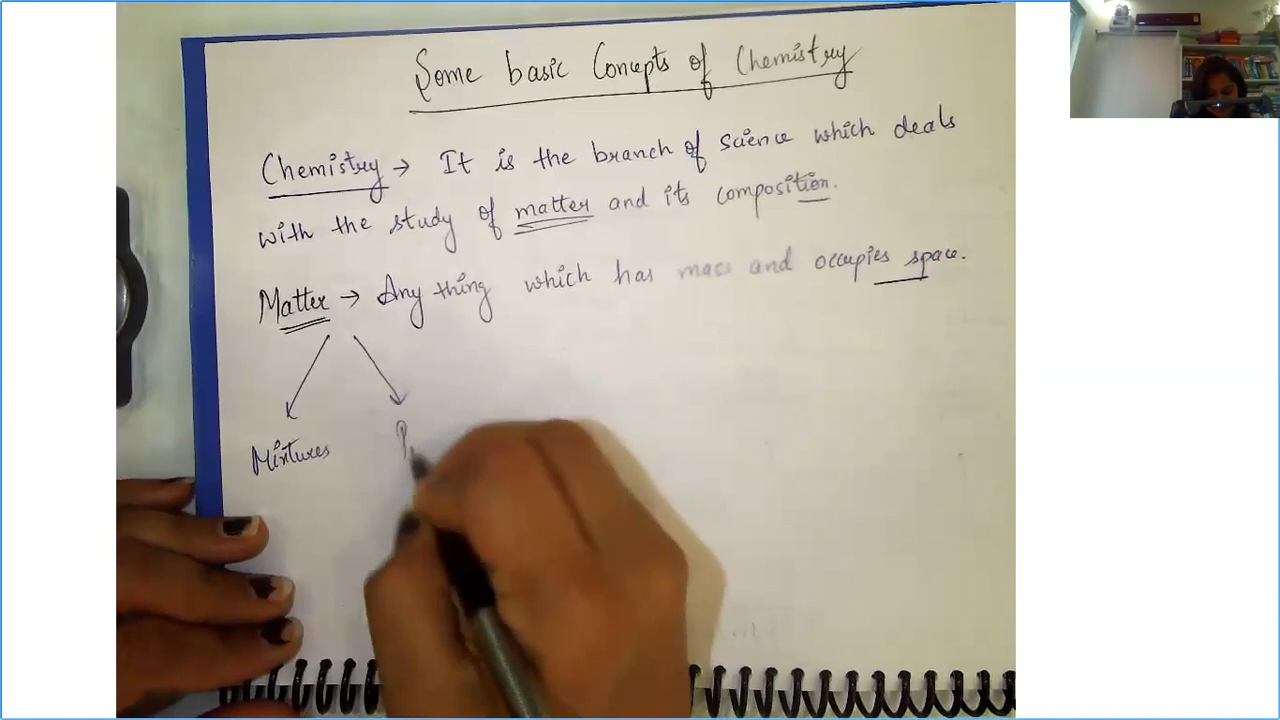 Some basic Concepts of Chemistry
Chemistry → It is the branch of science which deals
with the study of matter and its composition.
Matter → Any thing which has mass and occupies space.
Mixtures